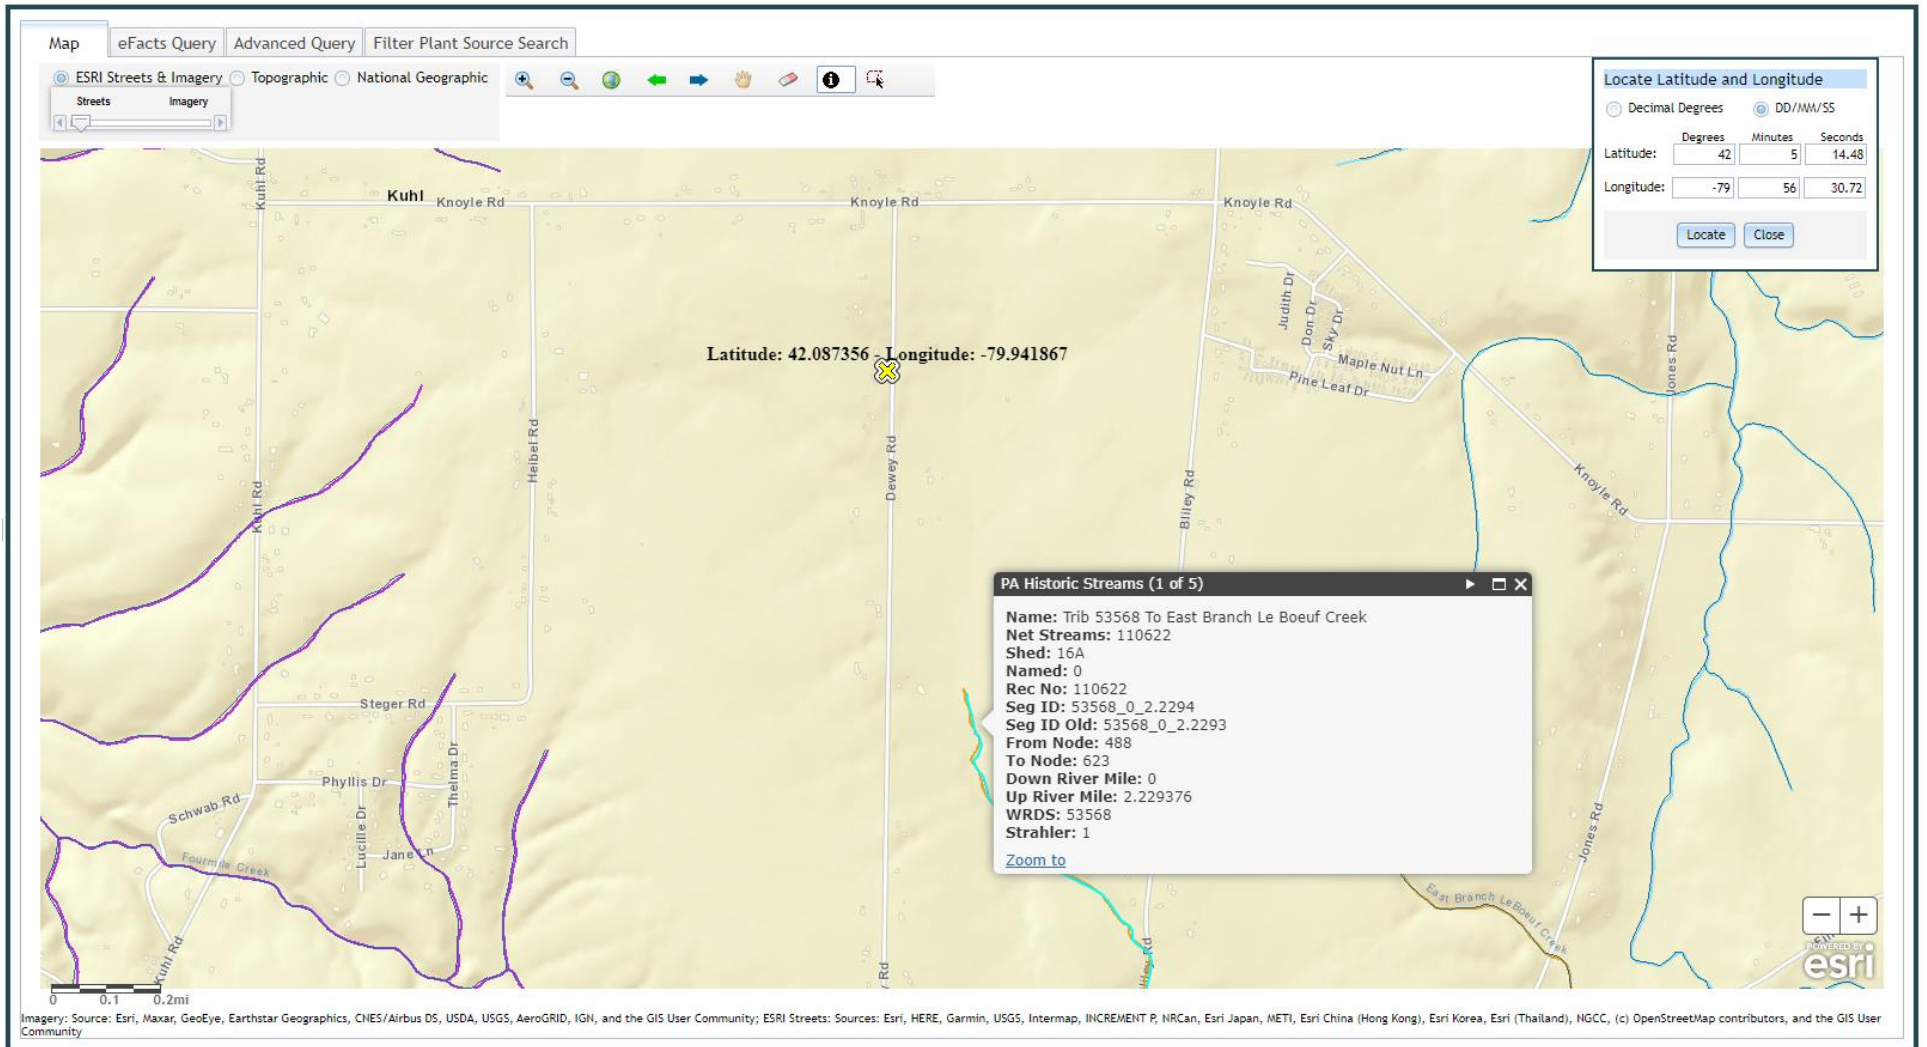 Map eFacts Query Advanced Query Filter Plant Source Search
ESRI Streets & Imagery Topographic National Geographic
Streets Imagery
Locate Latitude and Longitude
Decimal Degrees DD/MM/SS
Degrees Minutes Seconds
Latitude: 42 5 14.48
Longitude: -79 56 30.72
Locate Close
Kuhl Rd
Kuhl
Knoyle Rd
Knoyle Rd
Knoyle Rd
Judith Dr
Don Dr
Sky Dr
Maple Nut Ln
Pine Leaf Dr
Jones Rd
Latitude: 42.087356 - Longitude: -79.941867
Heibel Rd
Dewey Rd
Bliley Rd
Kuhl Rd
Knoyle Rd
PA Historic Streams (1 of 5)
Name: Trib 53568 To East Branch Le Boeuf Creek
Net Streams: 110622
Shed: 16A
Named: 0
Rec No: 110622
Seg ID: 53568_0_2.2294
Seg ID Old: 53568_0_2.2293
From Node: 488
To Node: 623
Down River Mile: 0
Up River Mile: 2.229376
WRDS: 53568
Strahler: 1
Zoom to
Steger Rd
Phyllis Dr
Thelma Dr
Schwab Rd
Lucille Dr
Jane Ln
Fourmile Creek
Kuhl Rd
Jones Rd
East Branch LeBoeuf Creek
Rd
POWERED BY
esri
0 0.1 0.2mi
Imagery: Source: Esri, Maxar, GeoEye, Earthstar Geographics, CNES/Airbus DS, USDA, USGS, AeroGRID, IGN, and the GIS User Community; ESRI Streets: Sources: Esri, HERE, Garmin, USGS, Intermap, INCREMENT P, NRCan, Esri Japan, METI, Esri China (Hong Kong), Esri Korea, Esri (Thailand), NGCC, (c) OpenStreetMap contributors, and the GIS User
Community